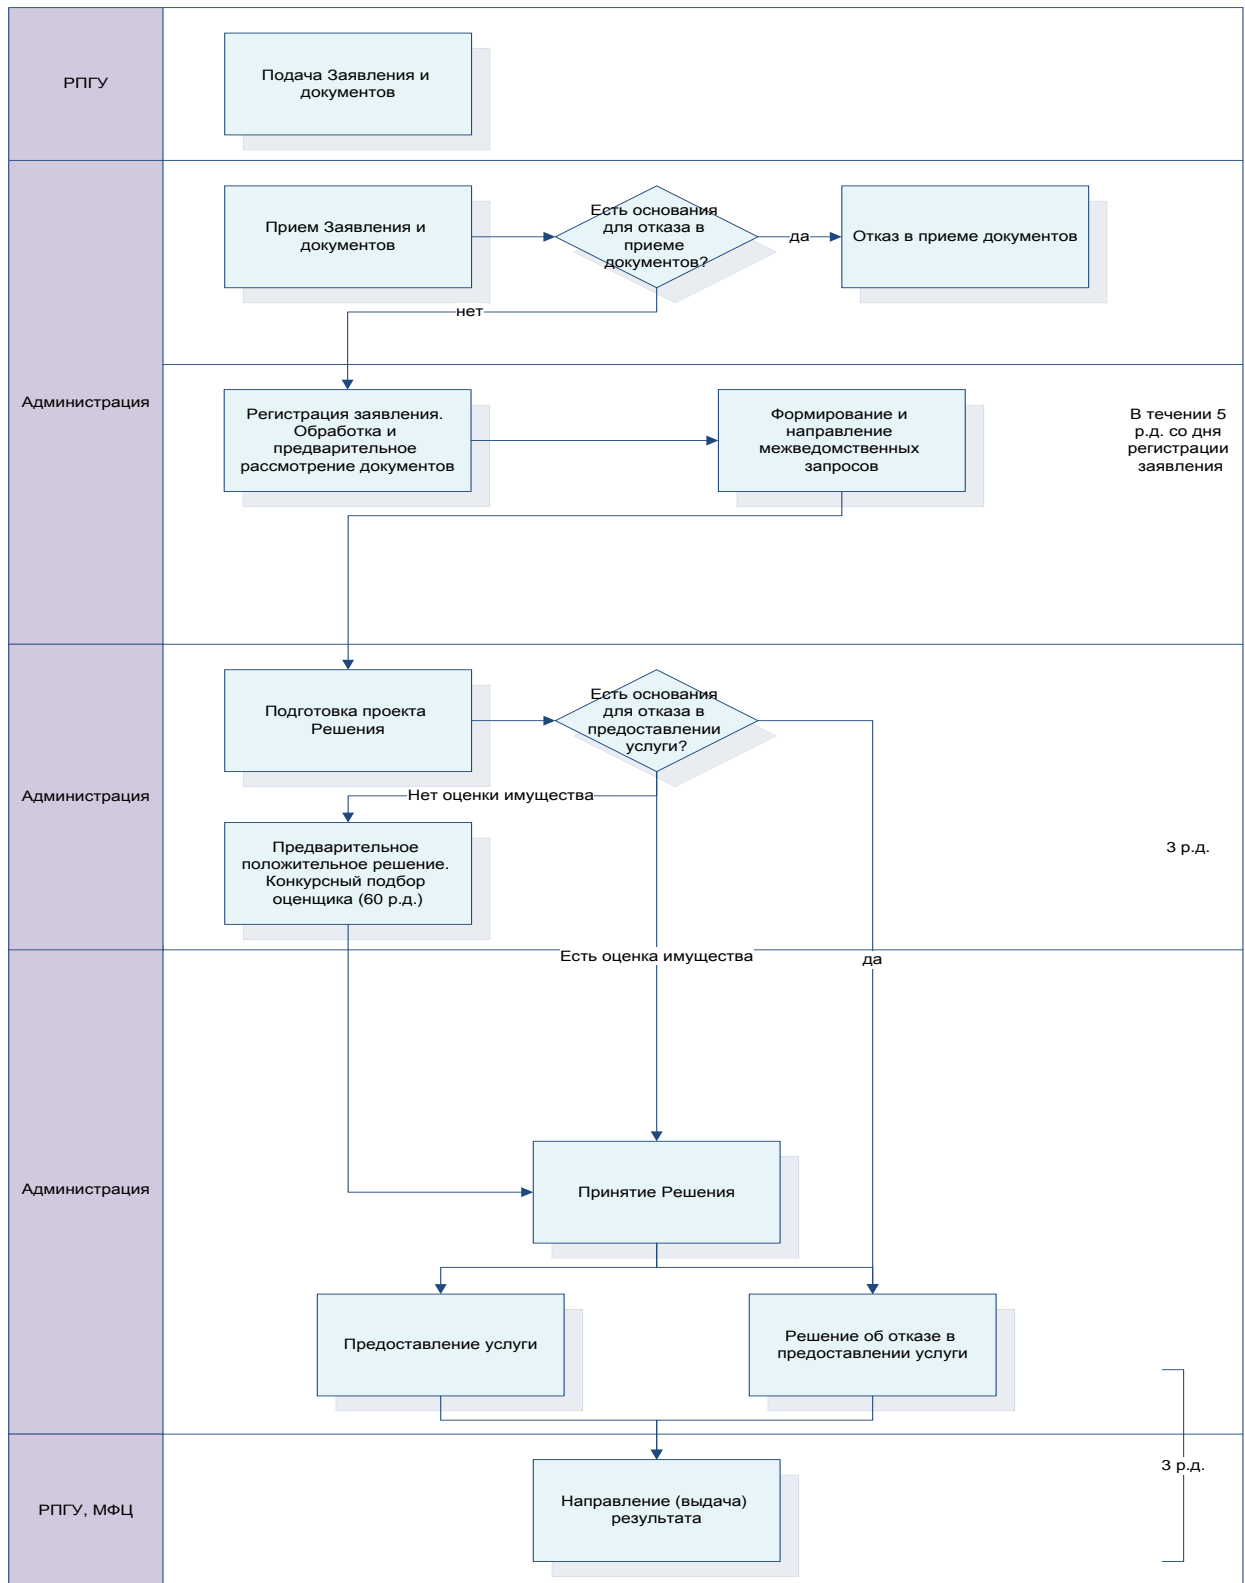 РПГУ
Подача Заявления и
документов
Администрация
Прием Заявления и
документов
Есть основания
для отказа в
приеме
документов?
да
Отказ в приеме документов
нет
Регистрация заявления.
Обработка и
предварительное
рассмотрение документов
Формирование и
направление
межведомственных
запросов
В течении 5
р.д. со дня
регистрации
заявления
Администрация
Подготовка проекта
Решения
Есть основания
для отказа в
предоставлении
услуги?
Нет оценки имущества
Предварительное
положительное решение.
Конкурсный подбор
оценщика (60 р.д.)
3 р.д.
Есть оценка имущества
да
Администрация
Принятие Решения
Предоставление услуги
Решение об отказе в
предоставлении услуги
3 р.д.
РПГУ, МФЦ
Направление (выдача)
результата